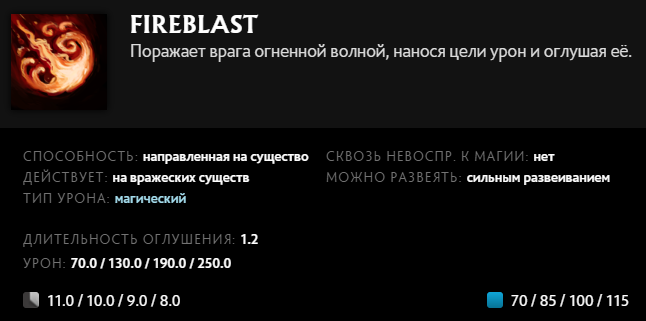 FIREBLAST
Поражает врага огненной волной, нанося цели урон и оглушая её.
СПОСОБНОСТЬ: направленная на существо
СКВОЗЬ НЕВОСПР. К МАГИИ: нет
ДЕЙСТВУЕТ: на вражеских существ
МОЖНО РАЗВЕЯТЬ: сильным развеиванием
ТИП УРОНА: магический
ДЛИТЕЛЬНОСТЬ ОГЛУШЕНИЯ: 1.2
УРОН: 70.0 / 130.0 / 190.0 / 250.0
11.0 / 10.0 / 9.0 / 8.0
70 / 85 / 100 / 115